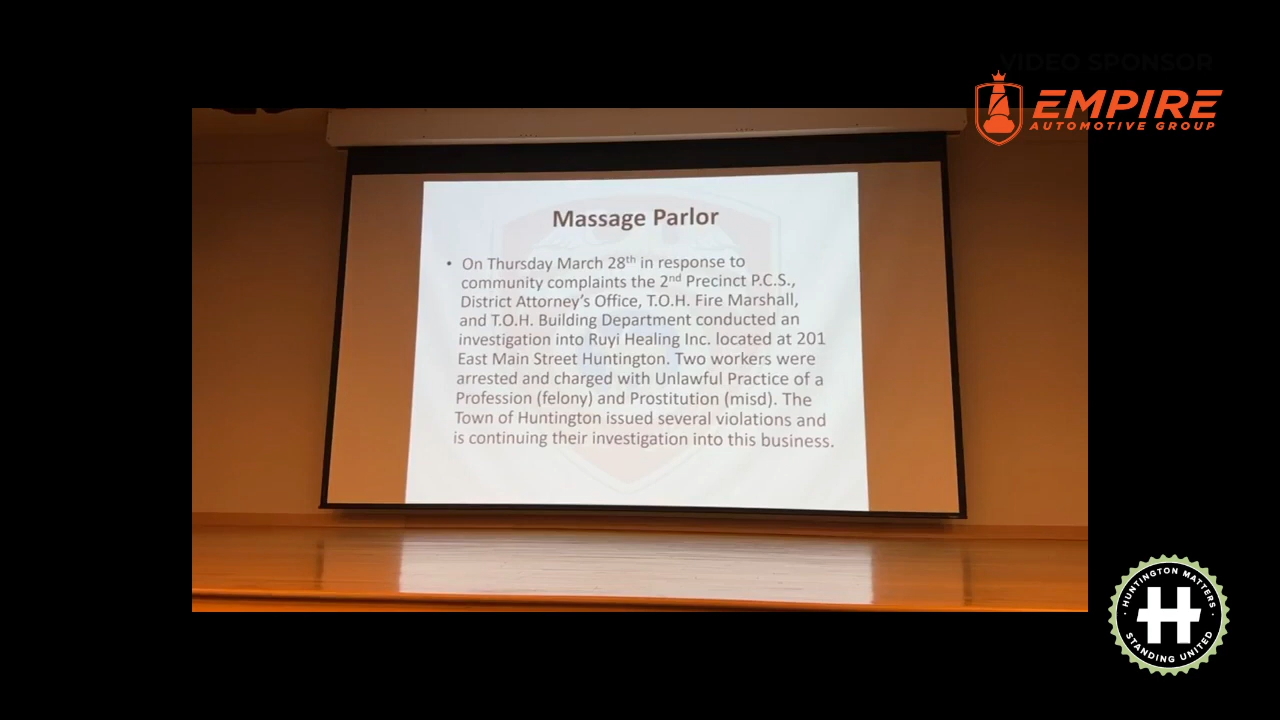 VIDEO SPONSOR
EMPIRE
AUTOMOTIVE GROUP
Massage Parlor
• On Thursday March 28th in response to
community complaints the 2nd Precinct P.C.S.,
District Attorney's Office, T.O.H. Fire Marshall,
and T.O.H. Building Department conducted an
investigation into Ruyi Healing Inc. located at 201
East Main Street Huntington. Two workers were
arrested and charged with Unlawful Practice of a
Profession (felony) and Prostitution (misd). The
Town of Huntington issued several violations and
is continuing their investigation into this business.
HUNTINGTON MATTERS
H
STANDING UNITED